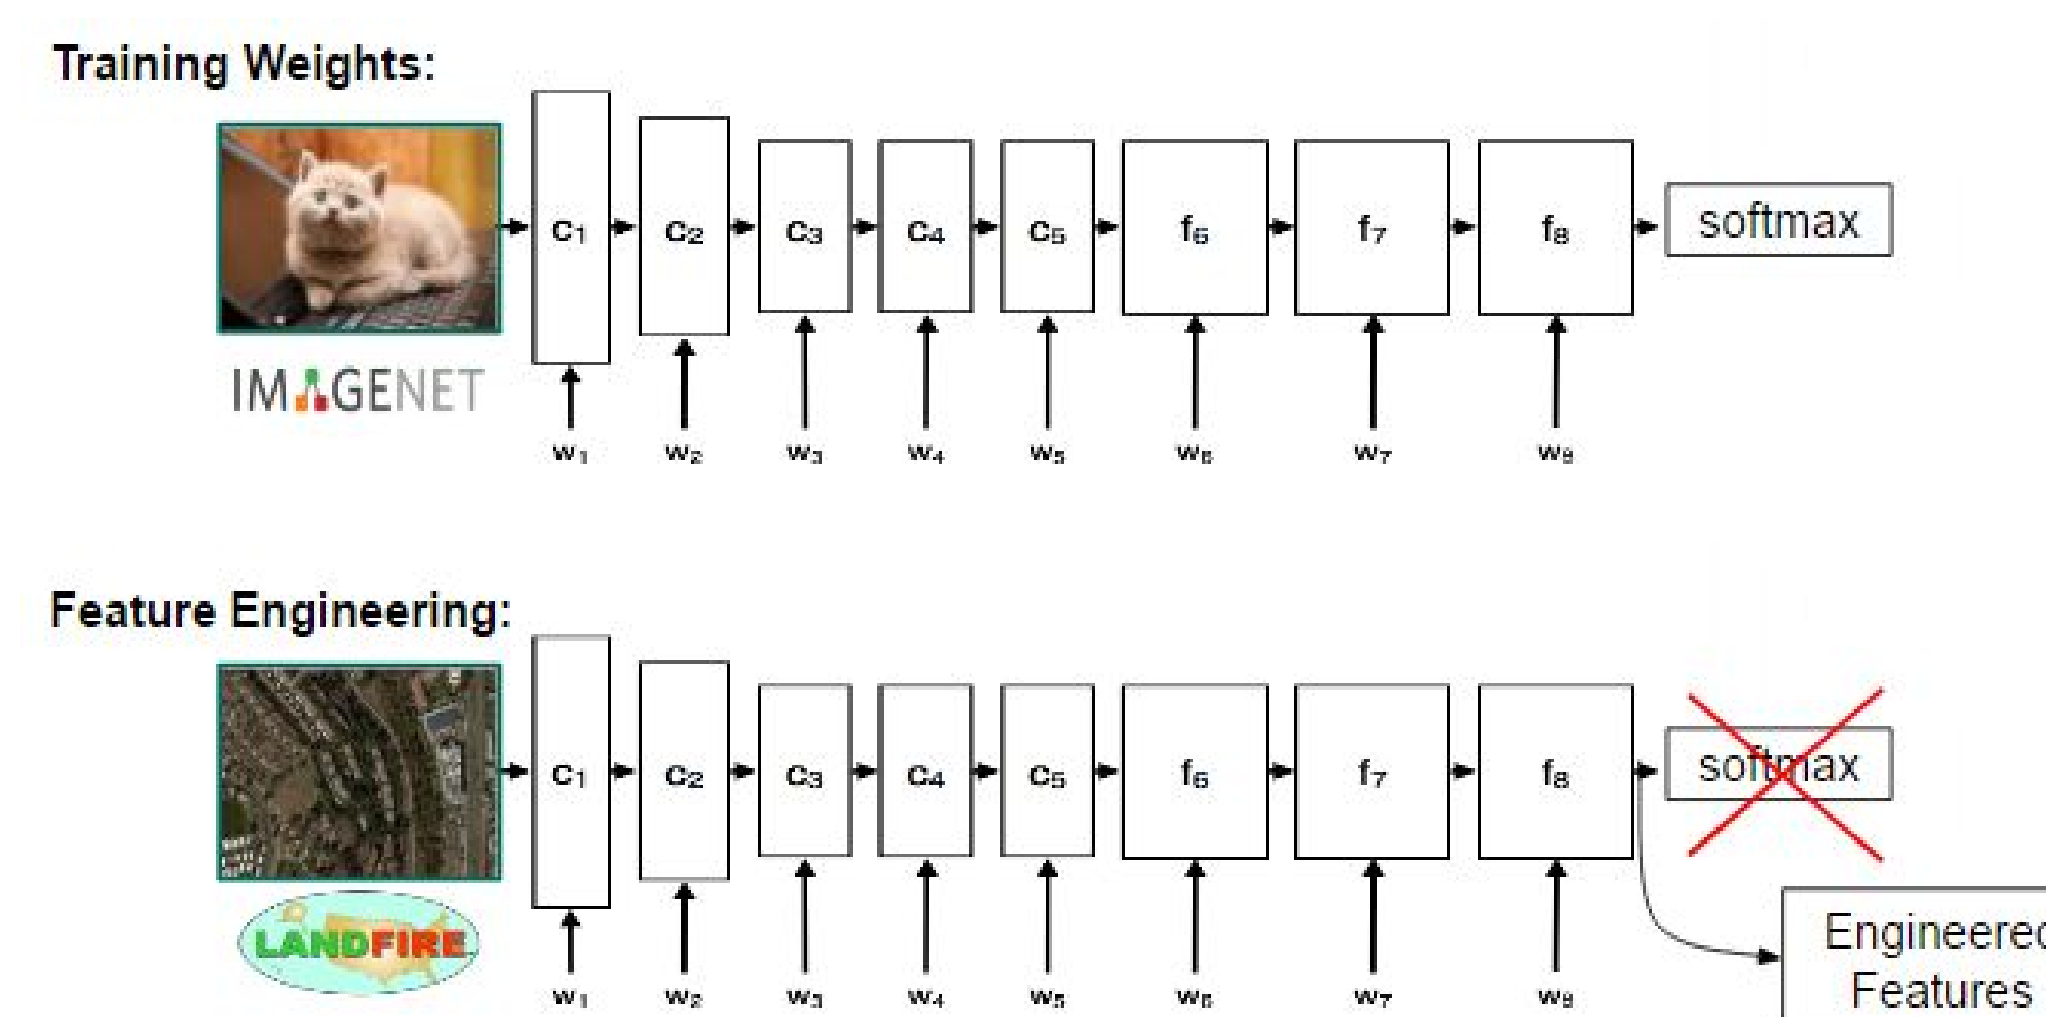 Training Weights:
C₁ C₂ C₃ C₄ C₅ f₆ f₇ f₈ softmax
IMAGENET
w₁ w₂ w₃ w₄ w₅ w₆ w₇ w₈
Feature Engineering:
C₁ C₂ C₃ C₄ C₅ f₆ f₇ f₈ softmax
LANDFIRE
Engineered
Features
w₁ w₂ w₃ w₄ w₅ w₆ w₇ w₈